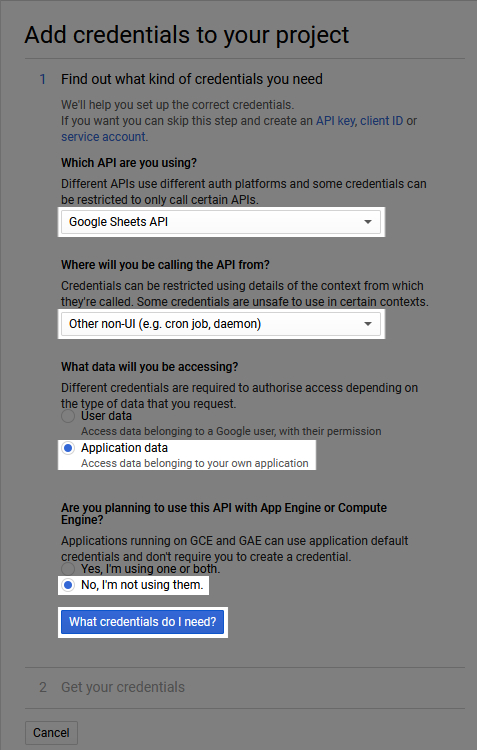 Add credentials to your project
1 Find out what kind of credentials you need
We'll help you set up the correct credentials.
If you want you can skip this step and create an API key, client ID or
service account.
Which API are you using?
Different APIs use different auth platforms and some credentials can
be restricted to only call certain APIs.
Google Sheets API
Where will you be calling the API from?
Credentials can be restricted using details of the context from which
they're called. Some credentials are unsafe to use in certain contexts.
Other non-UI (e.g. cron job, daemon)
What data will you be accessing?
Different credentials are required to authorise access depending on
the type of data that you request.
User data
Access data belonging to a Google user, with their permission
Application data
Access data belonging to your own application
Are you planning to use this API with App Engine or Compute
Engine?
Applications running on GCE and GAE can use application default
credentials and don't require you to create a credential.
Yes, I'm using one or both.
No, I'm not using them.
What credentials do I need?
2 Get your credentials
Cancel